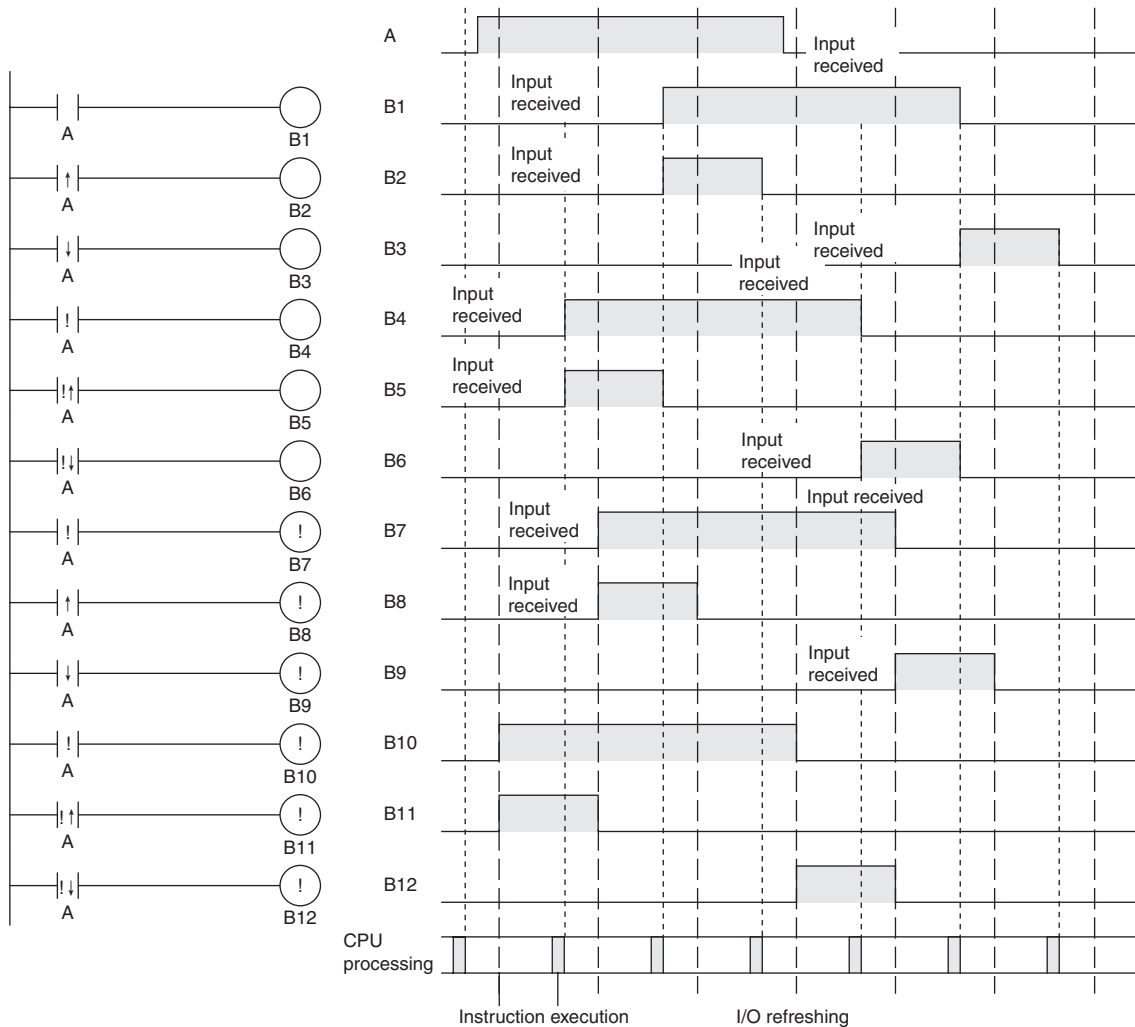 A
Input
received
A
B1
Input
received
B1
↑
A
B2
Input
received
B2
↓
A
B3
Input
received
B3
Input
received
!
A
B4
Input
received
B4
!↑
A
B5
Input
received
B5
!↓
A
B6
Input
received
B6
Input received
!
A
!
B7
Input
received
B7
↑
A
!
B8
Input
received
B8
↓
A
!
B9
Input
received
B9
!
A
!
B10
B10
!↑
A
!
B11
B11
!↓
A
!
B12
B12
CPU
processing
Instruction execution
I/O refreshing